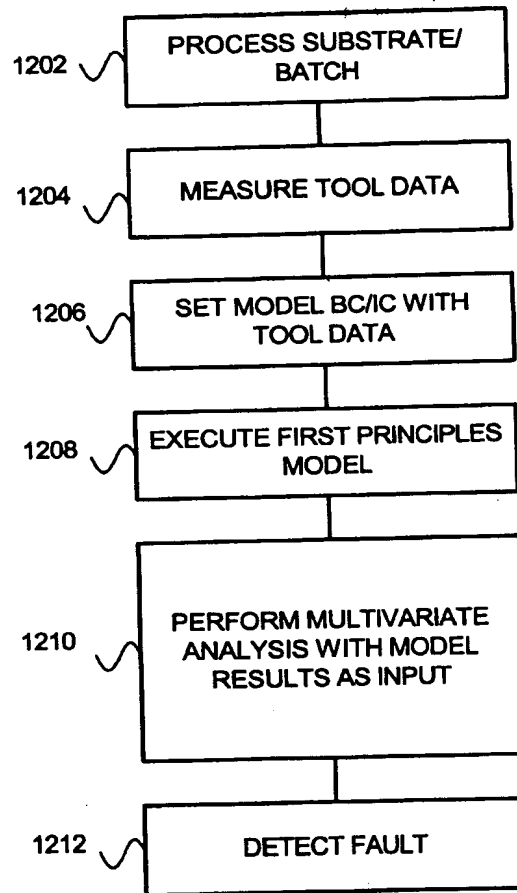 1202
PROCESS SUBSTRATE/
BATCH
1204
MEASURE TOOL DATA
1206
SET MODEL BC/IC WITH
TOOL DATA
1208
EXECUTE FIRST PRINCIPLES
MODEL
1210
PERFORM MULTIVARIATE
ANALYSIS WITH MODEL
RESULTS AS INPUT
1212
DETECT FAULT